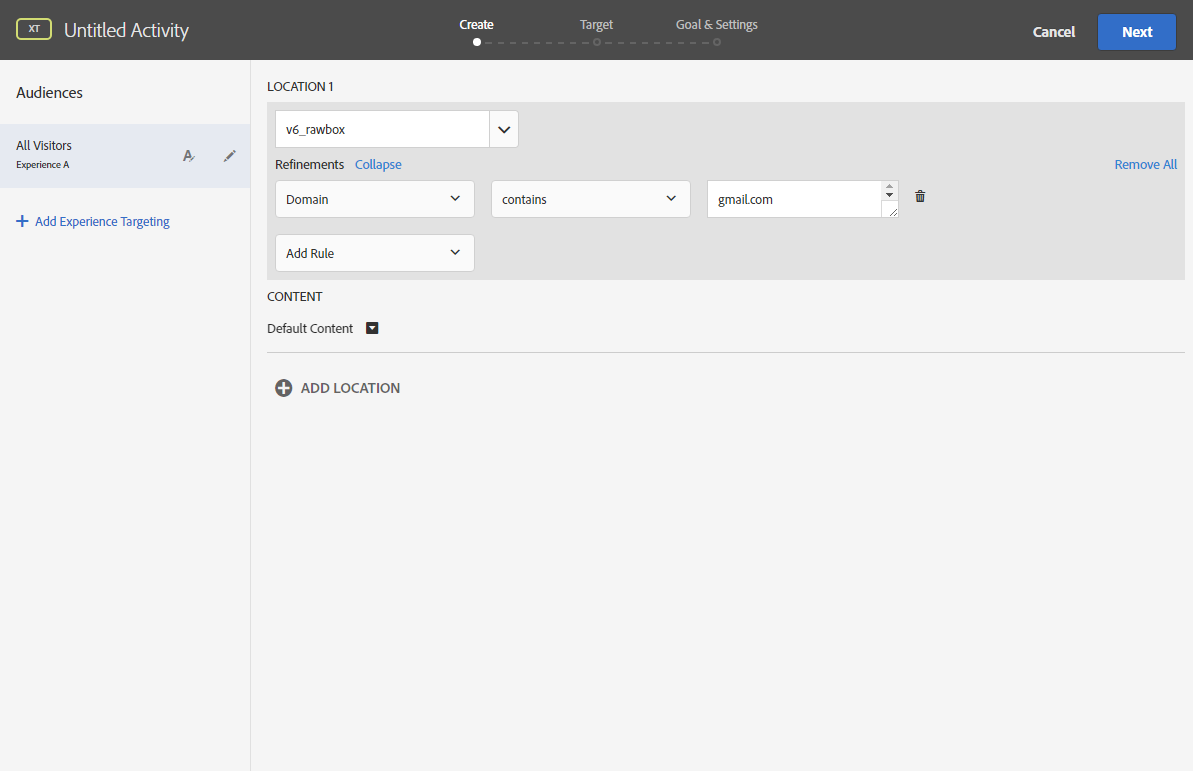 XT Untitled Activity
Create Target Goal & Settings
Cancel Next
Audiences
All Visitors
Experience A
Add Experience Targeting
LOCATION 1
v6_rawbox
Refinements Collapse Remove All
Domain contains gmail.com
Add Rule
CONTENT
Default Content
ADD LOCATION